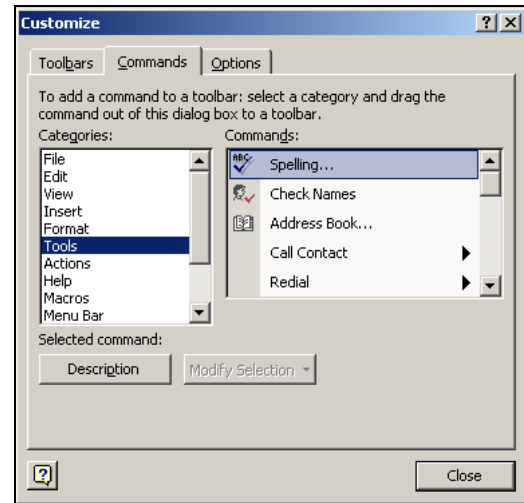 Customize
Toolbars Commands Options
To add a command to a toolbar: select a category and drag the
command out of this dialog box to a toolbar.
Categories: Commands:
File
Edit
View
Insert
Format
Tools
Actions
Help
Macros
Menu Bar
ABC Spelling...
Check Names
Address Book...
Call Contact
Redial
Selected command:
Description Modify Selection
Close